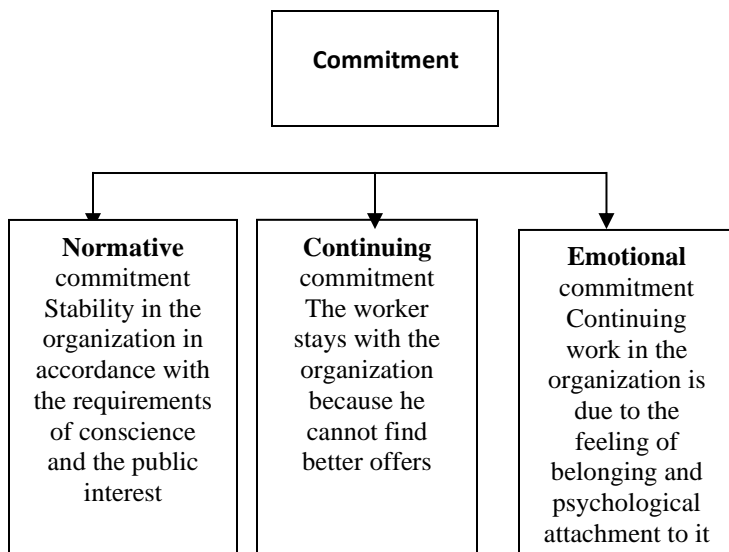 Commitment
Normative
commitment
Stability in the
organization in
accordance with
the requirements
of conscience
and the public
interest
Continuing
commitment
The worker
stays with the
organization
because he
cannot find
better offers
Emotional
commitment
Continuing
work in the
organization is
due to the
feeling of
belonging and
psychological
attachment to it